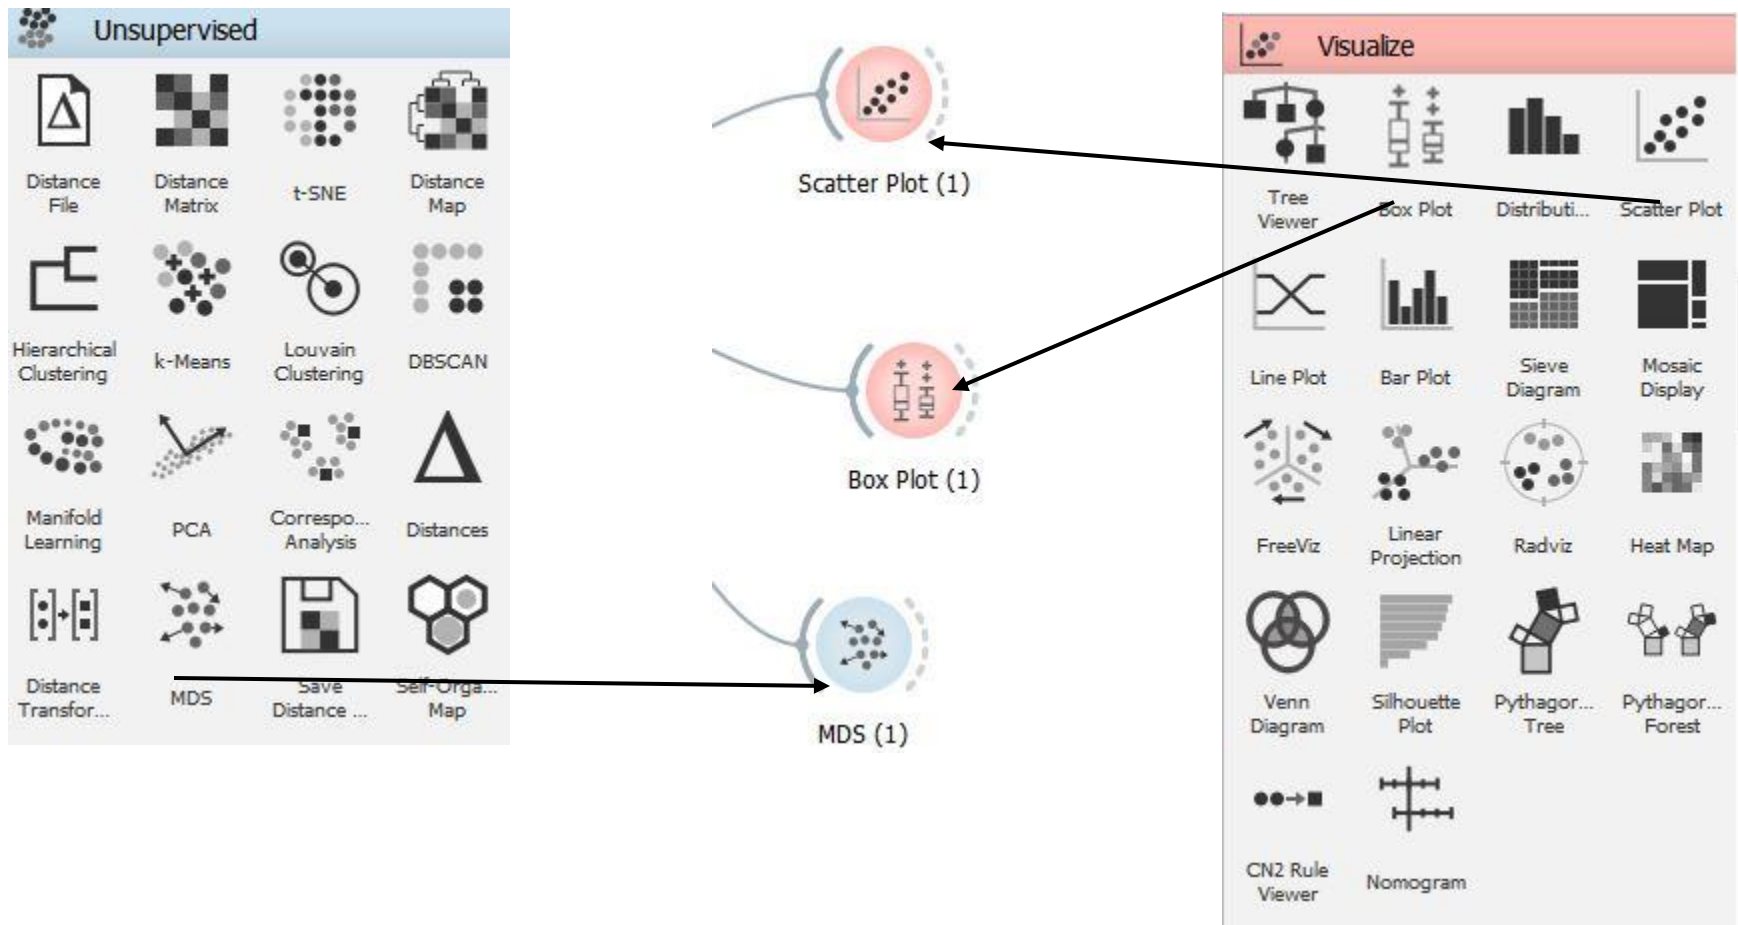 Unsupervised
Distance
File
Distance
Matrix
t-SNE
Distance
Map
Hierarchical
Clustering
k-Means
Louvain
Clustering
DBSCAN
Manifold
Learning
PCA
Correspo...
Analysis
Distances
Distance
Transfor...
MDS
Save
Distance ...
Self-Orga...
Map
Scatter Plot (1)
Box Plot (1)
MDS (1)
Visualize
Tree
Viewer
Box Plot
Distributi...
Scatter Plot
Line Plot
Bar Plot
Sieve
Diagram
Mosaic
Display
FreeViz
Linear
Projection
Radviz
Heat Map
Venn
Diagram
Silhouette
Plot
Pythagor...
Tree
Pythagor...
Forest
CN2 Rule
Viewer
Nomogram